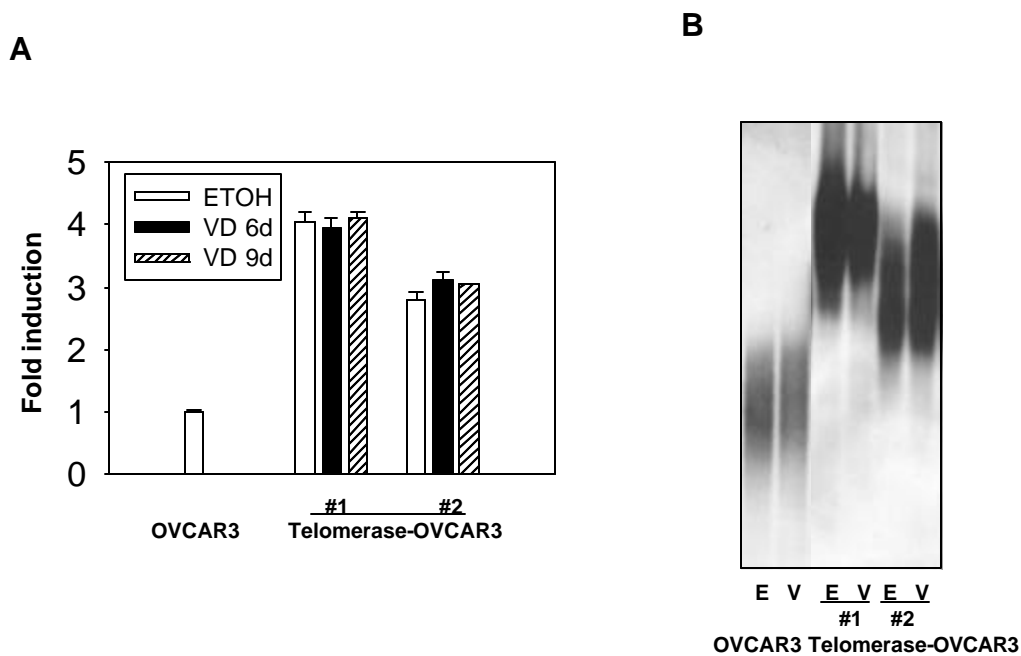 A
B
Fold induction
5
4
3
2
1
0
ETOH
VD 6d
VD 9d
#1 #2
OVCAR3 Telomerase-OVCAR3
E V E V E V
#1 #2
OVCAR3 Telomerase-OVCAR3